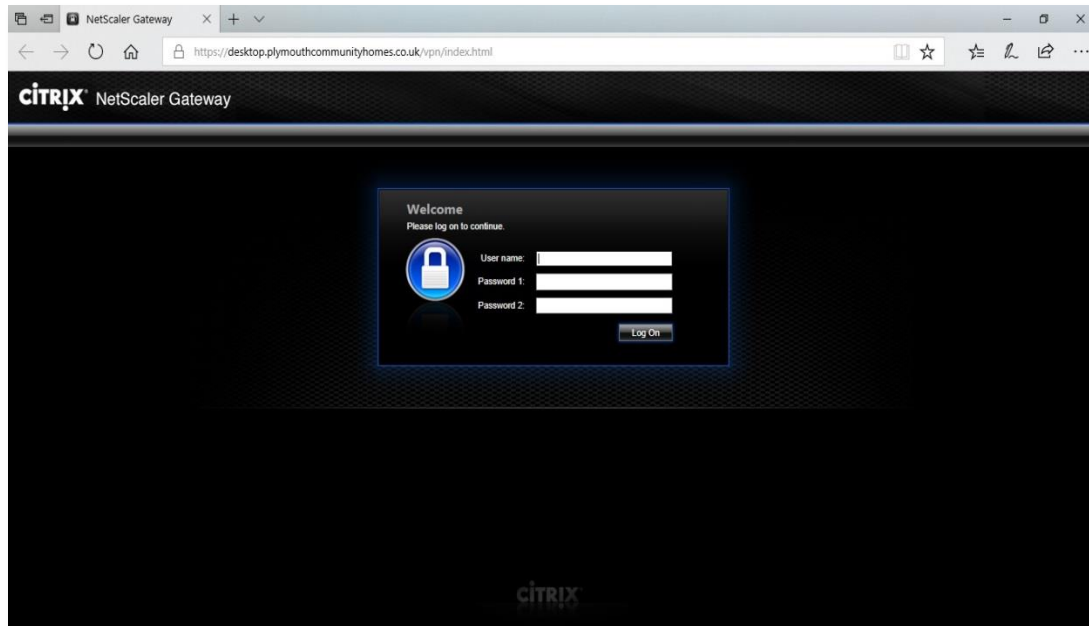 NetScaler Gateway
https://desktop.plymouthcommunityhomes.co.uk/vpn/index.html
CITRIX® NetScaler Gateway
Welcome
Please log on to continue.
User name:
Password 1:
Password 2:
Log On
CITRIX